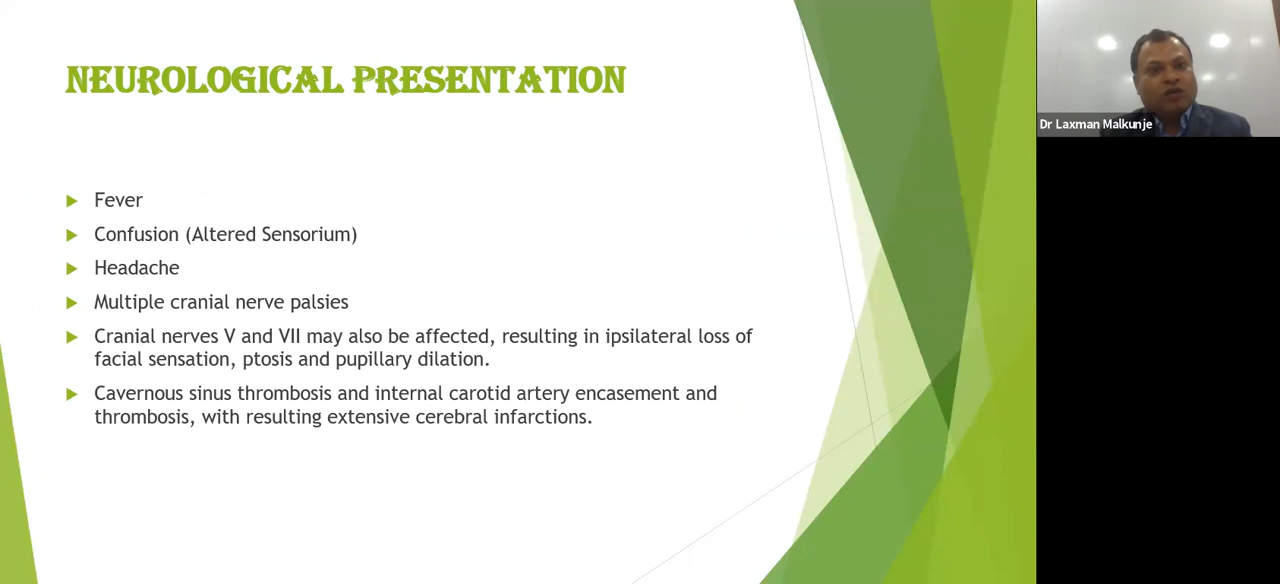 NEUROLOGICAL PRESENTATION
Fever
Confusion (Altered Sensorium)
Headache
Multiple cranial nerve palsies
Cranial nerves V and VII may also be affected, resulting in ipsilateral loss of
facial sensation, ptosis and pupillary dilation.
Cavernous sinus thrombosis and internal carotid artery encasement and
thrombosis, with resulting extensive cerebral infarctions.
Dr Laxman Malkunje